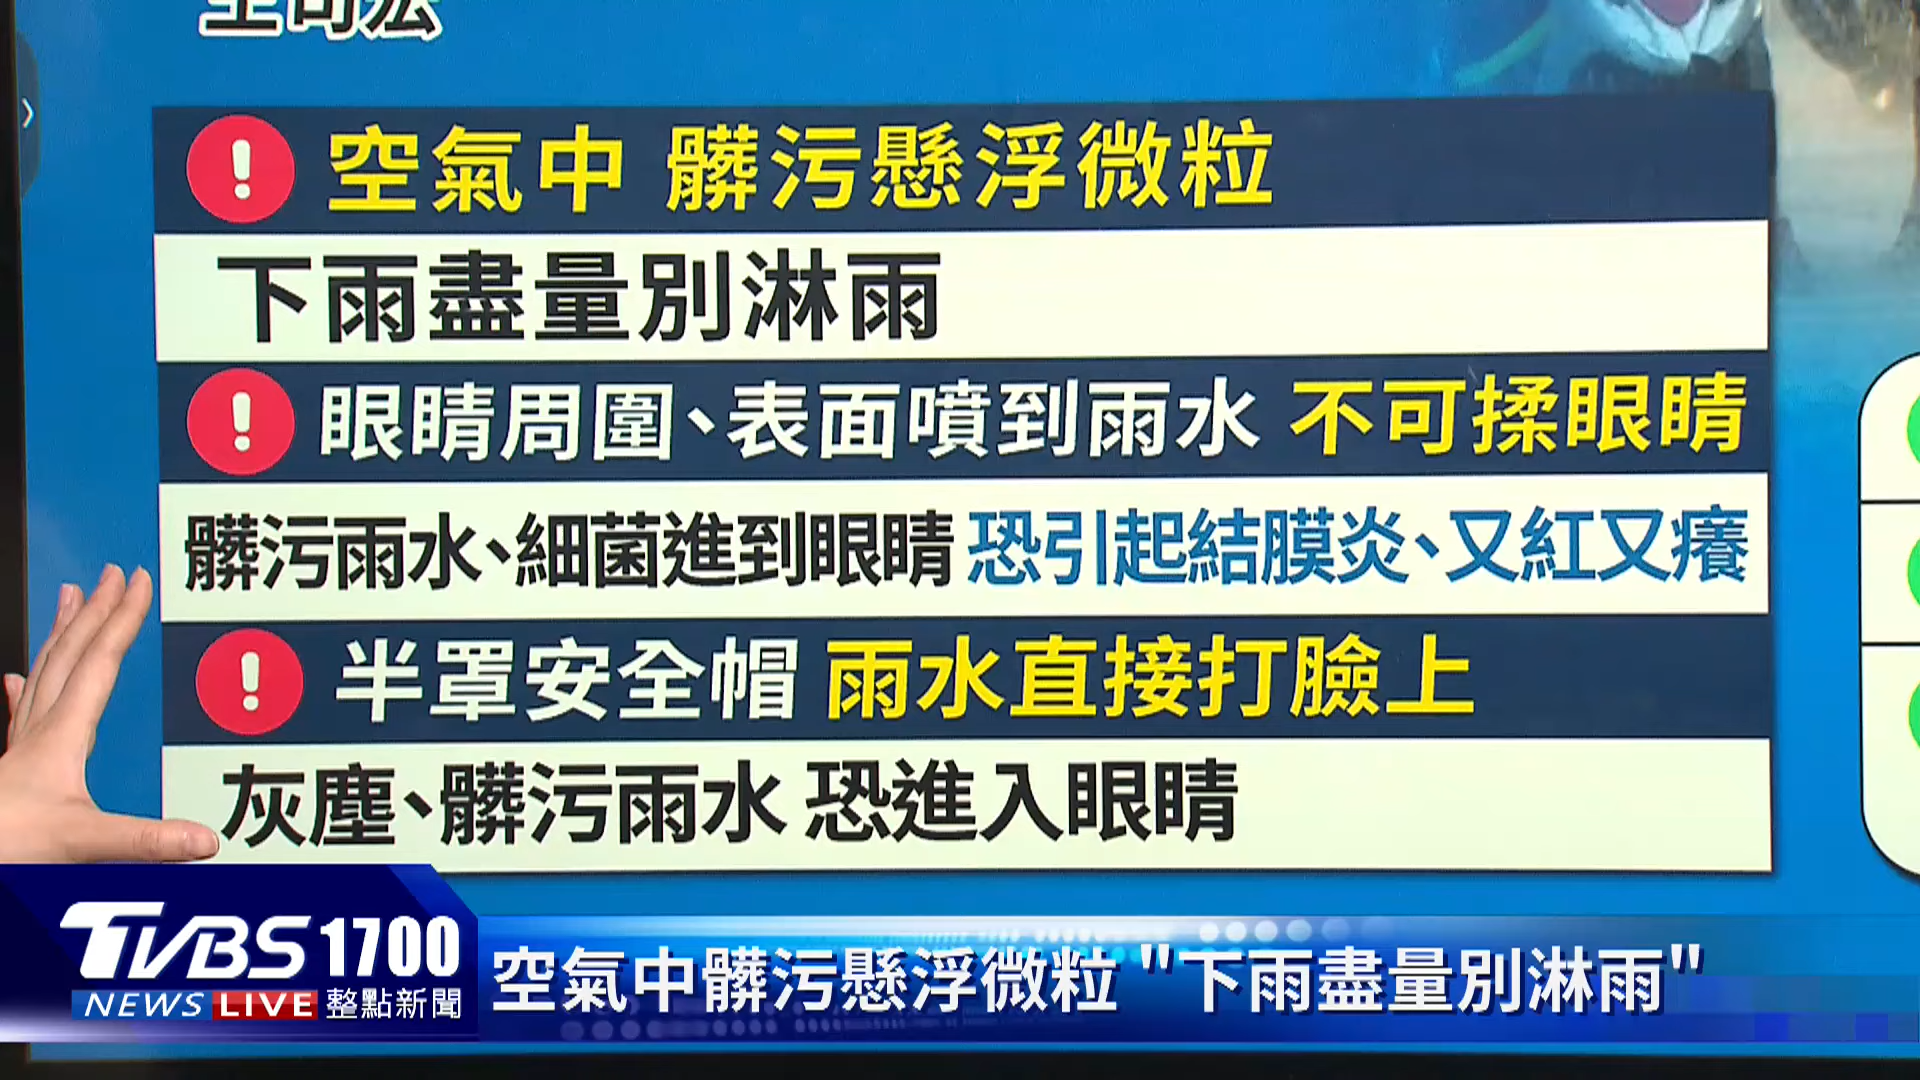 空氣中 髒污懸浮微粒
下雨盡量別淋雨
眼睛周圍、表面噴到雨水 不可揉眼睛
髒污雨水、細菌進到眼睛 恐引起結膜炎、又紅又癢
半罩安全帽 雨水直接打臉上
灰塵、髒污雨水 恐進入眼睛
TVBS 1700
NEWS LIVE 整點新聞
空氣中髒污懸浮微粒 "下雨盡量別淋雨"